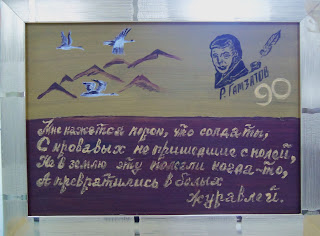 Р. Гамзатов
90
Мне кажется порою, что солдаты,
С кровавых не пришедшие с полей,
Не в землю эту полегли когда-то,
А превратились в белых
журавлей.